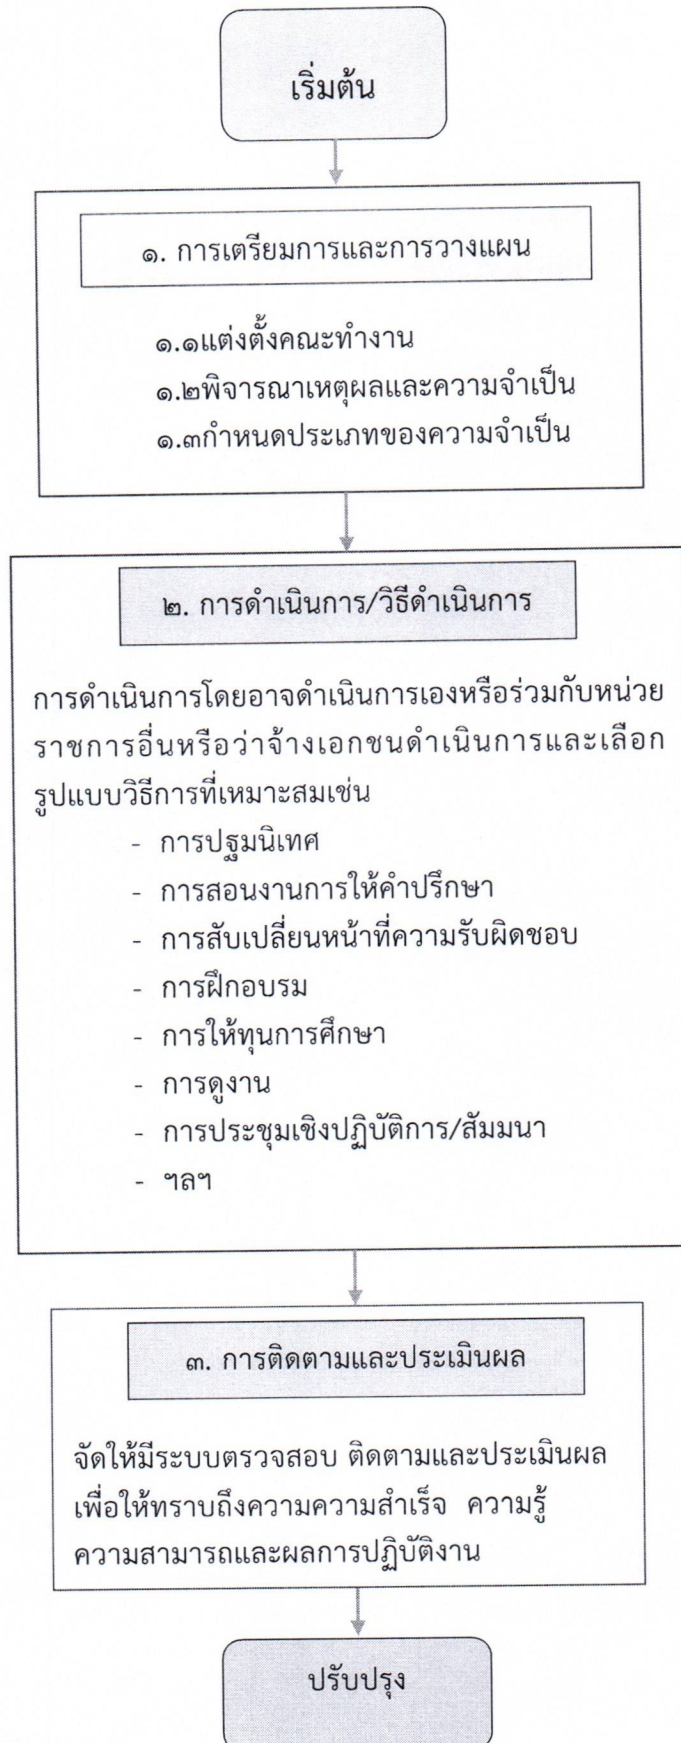 เริ่มต้น
๑. การเตรียมการและการวางแผน
๑.๑แต่งตั้งคณะทำงาน
๑.๒พิจารณาเหตุผลและความจำเป็น
๑.๓กำหนดประเภทของความจำเป็น
๒. การดำเนินการ/วิธีดำเนินการ
การดำเนินการโดยอาจดำเนินการเองหรือร่วมกับหน่วย
ราชการอื่นหรือว่าจ้างเอกชนดำเนินการและเลือก
รูปแบบวิธีการที่เหมาะสมเช่น
- การปฐมนิเทศ
- การสอนงานการให้คำปรึกษา
- การสับเปลี่ยนหน้าที่ความรับผิดชอบ
- การฝึกอบรม
- การให้ทุนการศึกษา
- การดูงาน
- การประชุมเชิงปฏิบัติการ/สัมมนา
- ฯลฯ
๓. การติดตามและประเมินผล
จัดให้มีระบบตรวจสอบ ติดตามและประเมินผล
เพื่อให้ทราบถึงความความสำเร็จ ความรู้
ความสามารถและผลการปฏิบัติงาน
ปรับปรุง